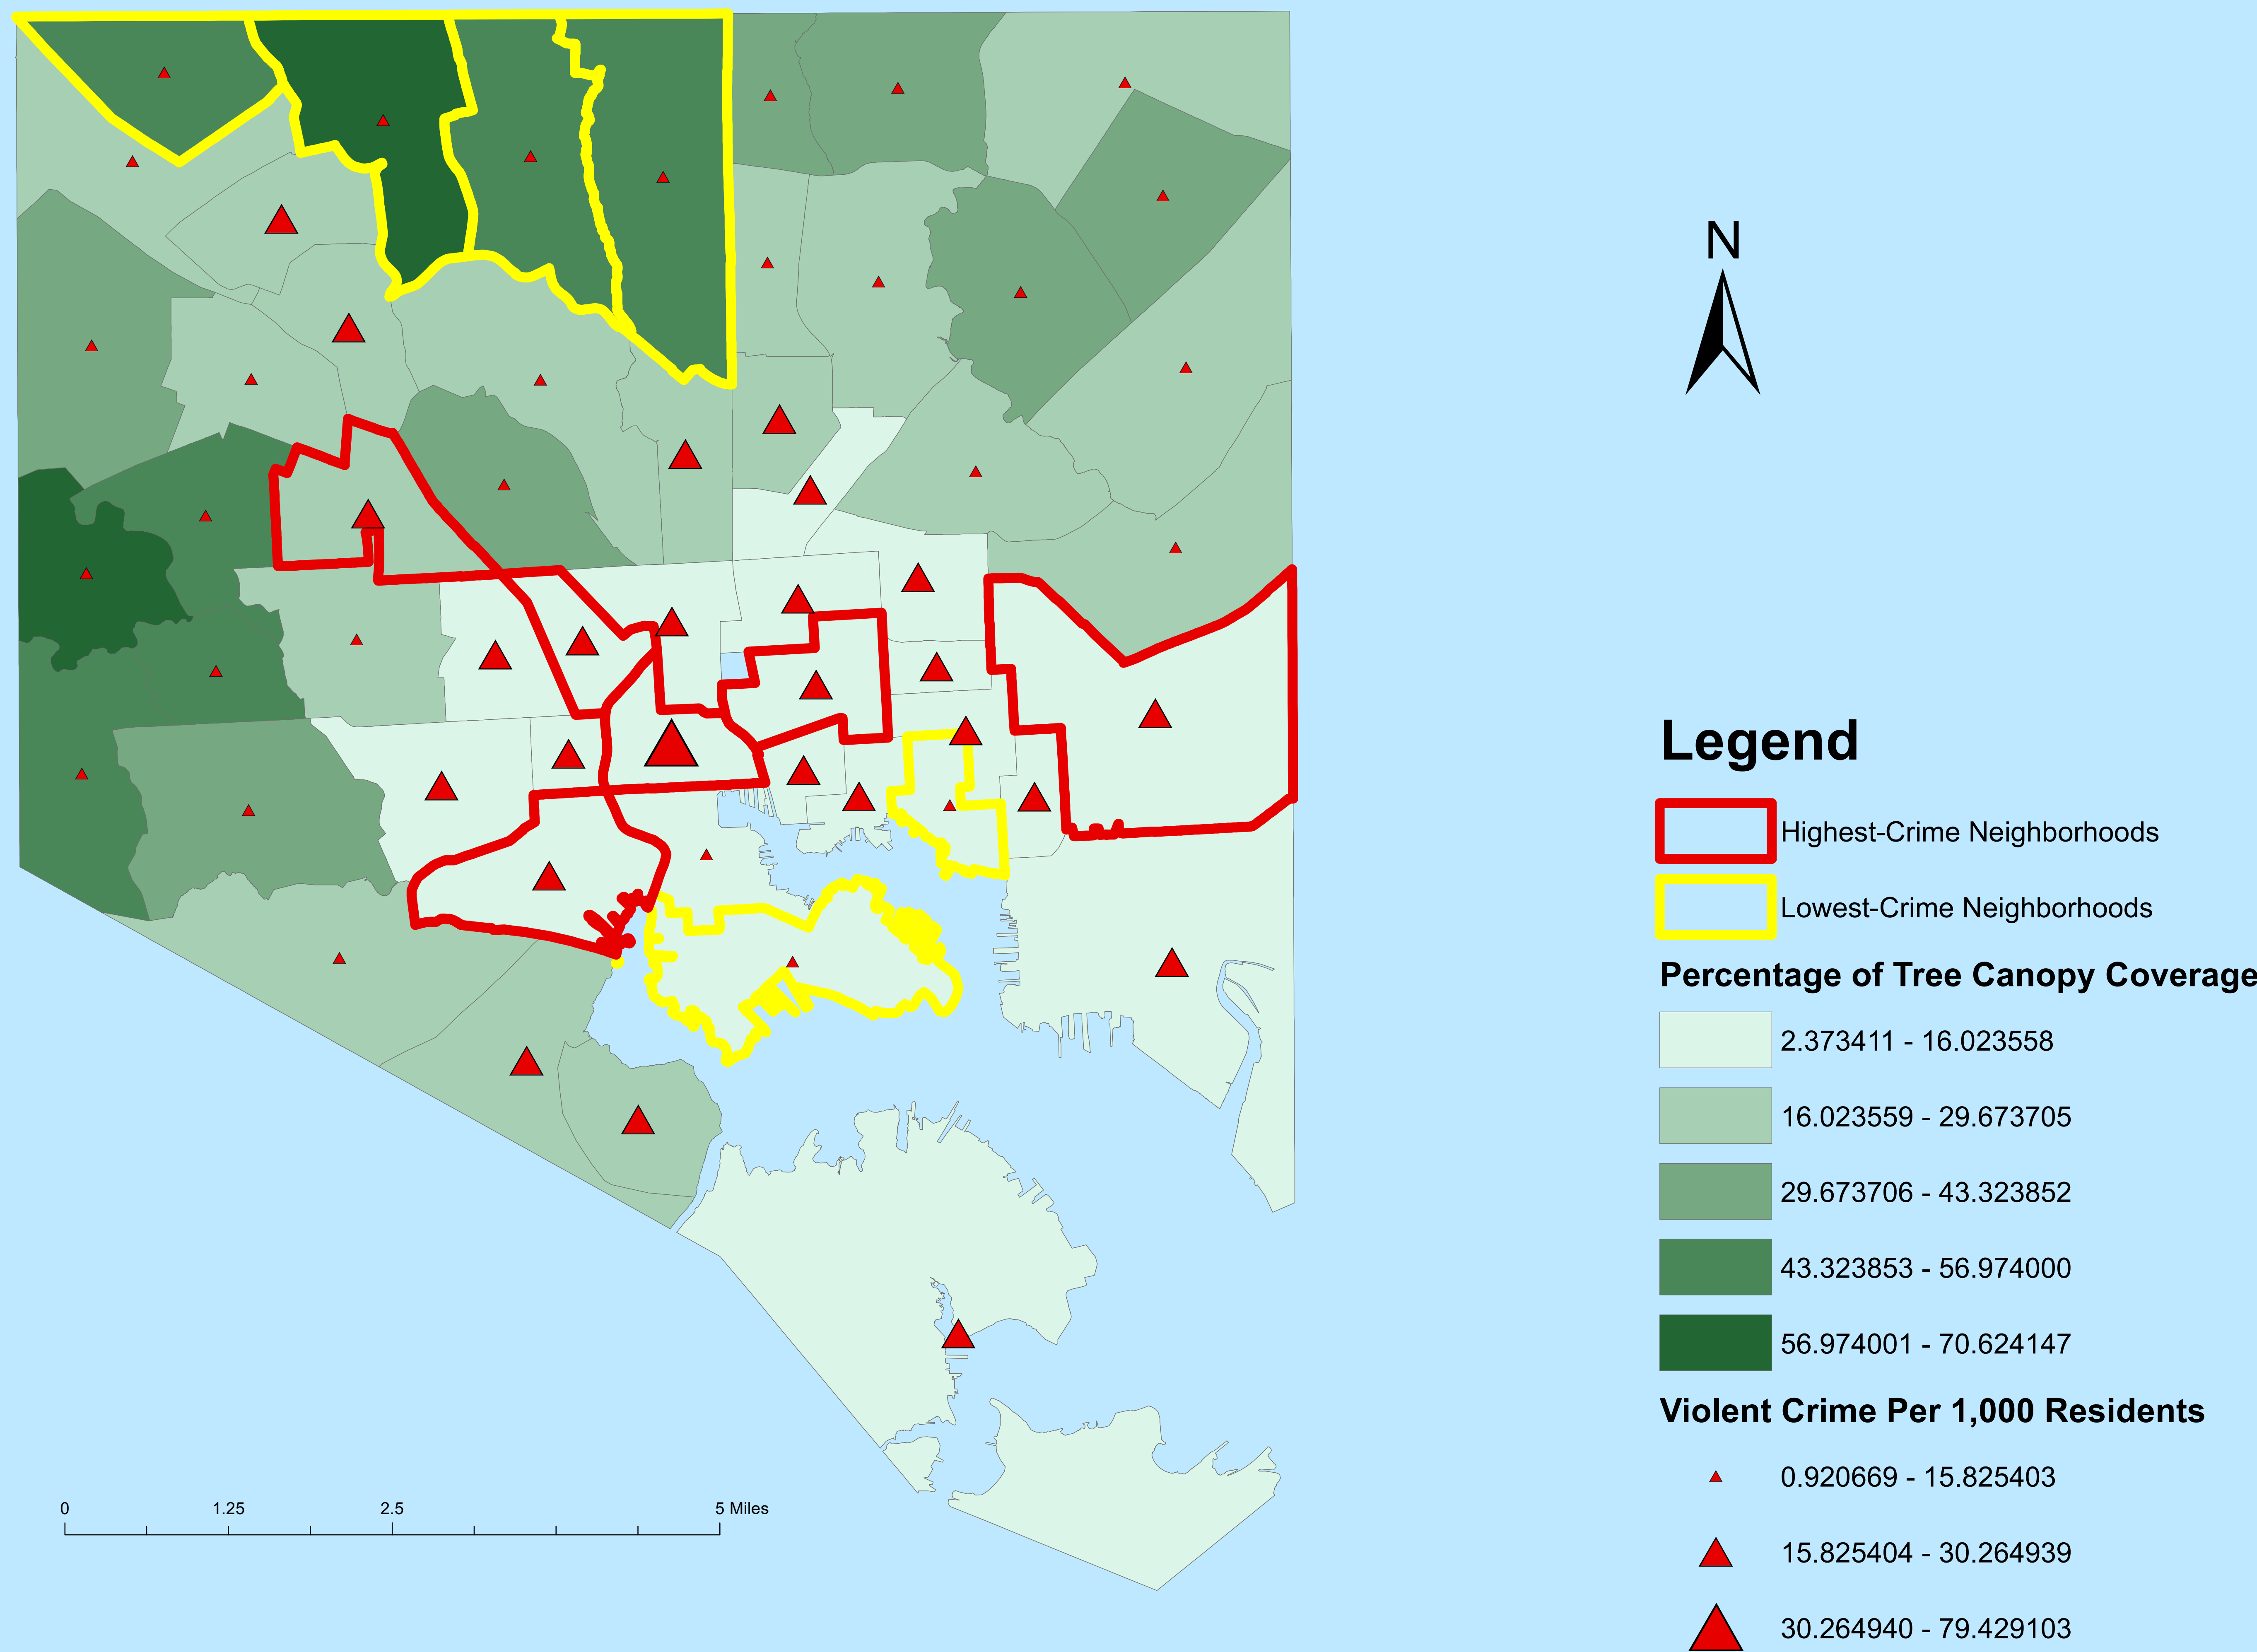 N
Legend
Highest-Crime Neighborhoods
Lowest-Crime Neighborhoods
Percentage of Tree Canopy Coverage
2.373411 - 16.023558
16.023559 - 29.673705
29.673706 - 43.323852
43.323853 - 56.974000
56.974001 - 70.624147
Violent Crime Per 1,000 Residents
0.920669 - 15.825403
15.825404 - 30.264939
30.264940 - 79.429103
0 1.25 2.5 5 Miles